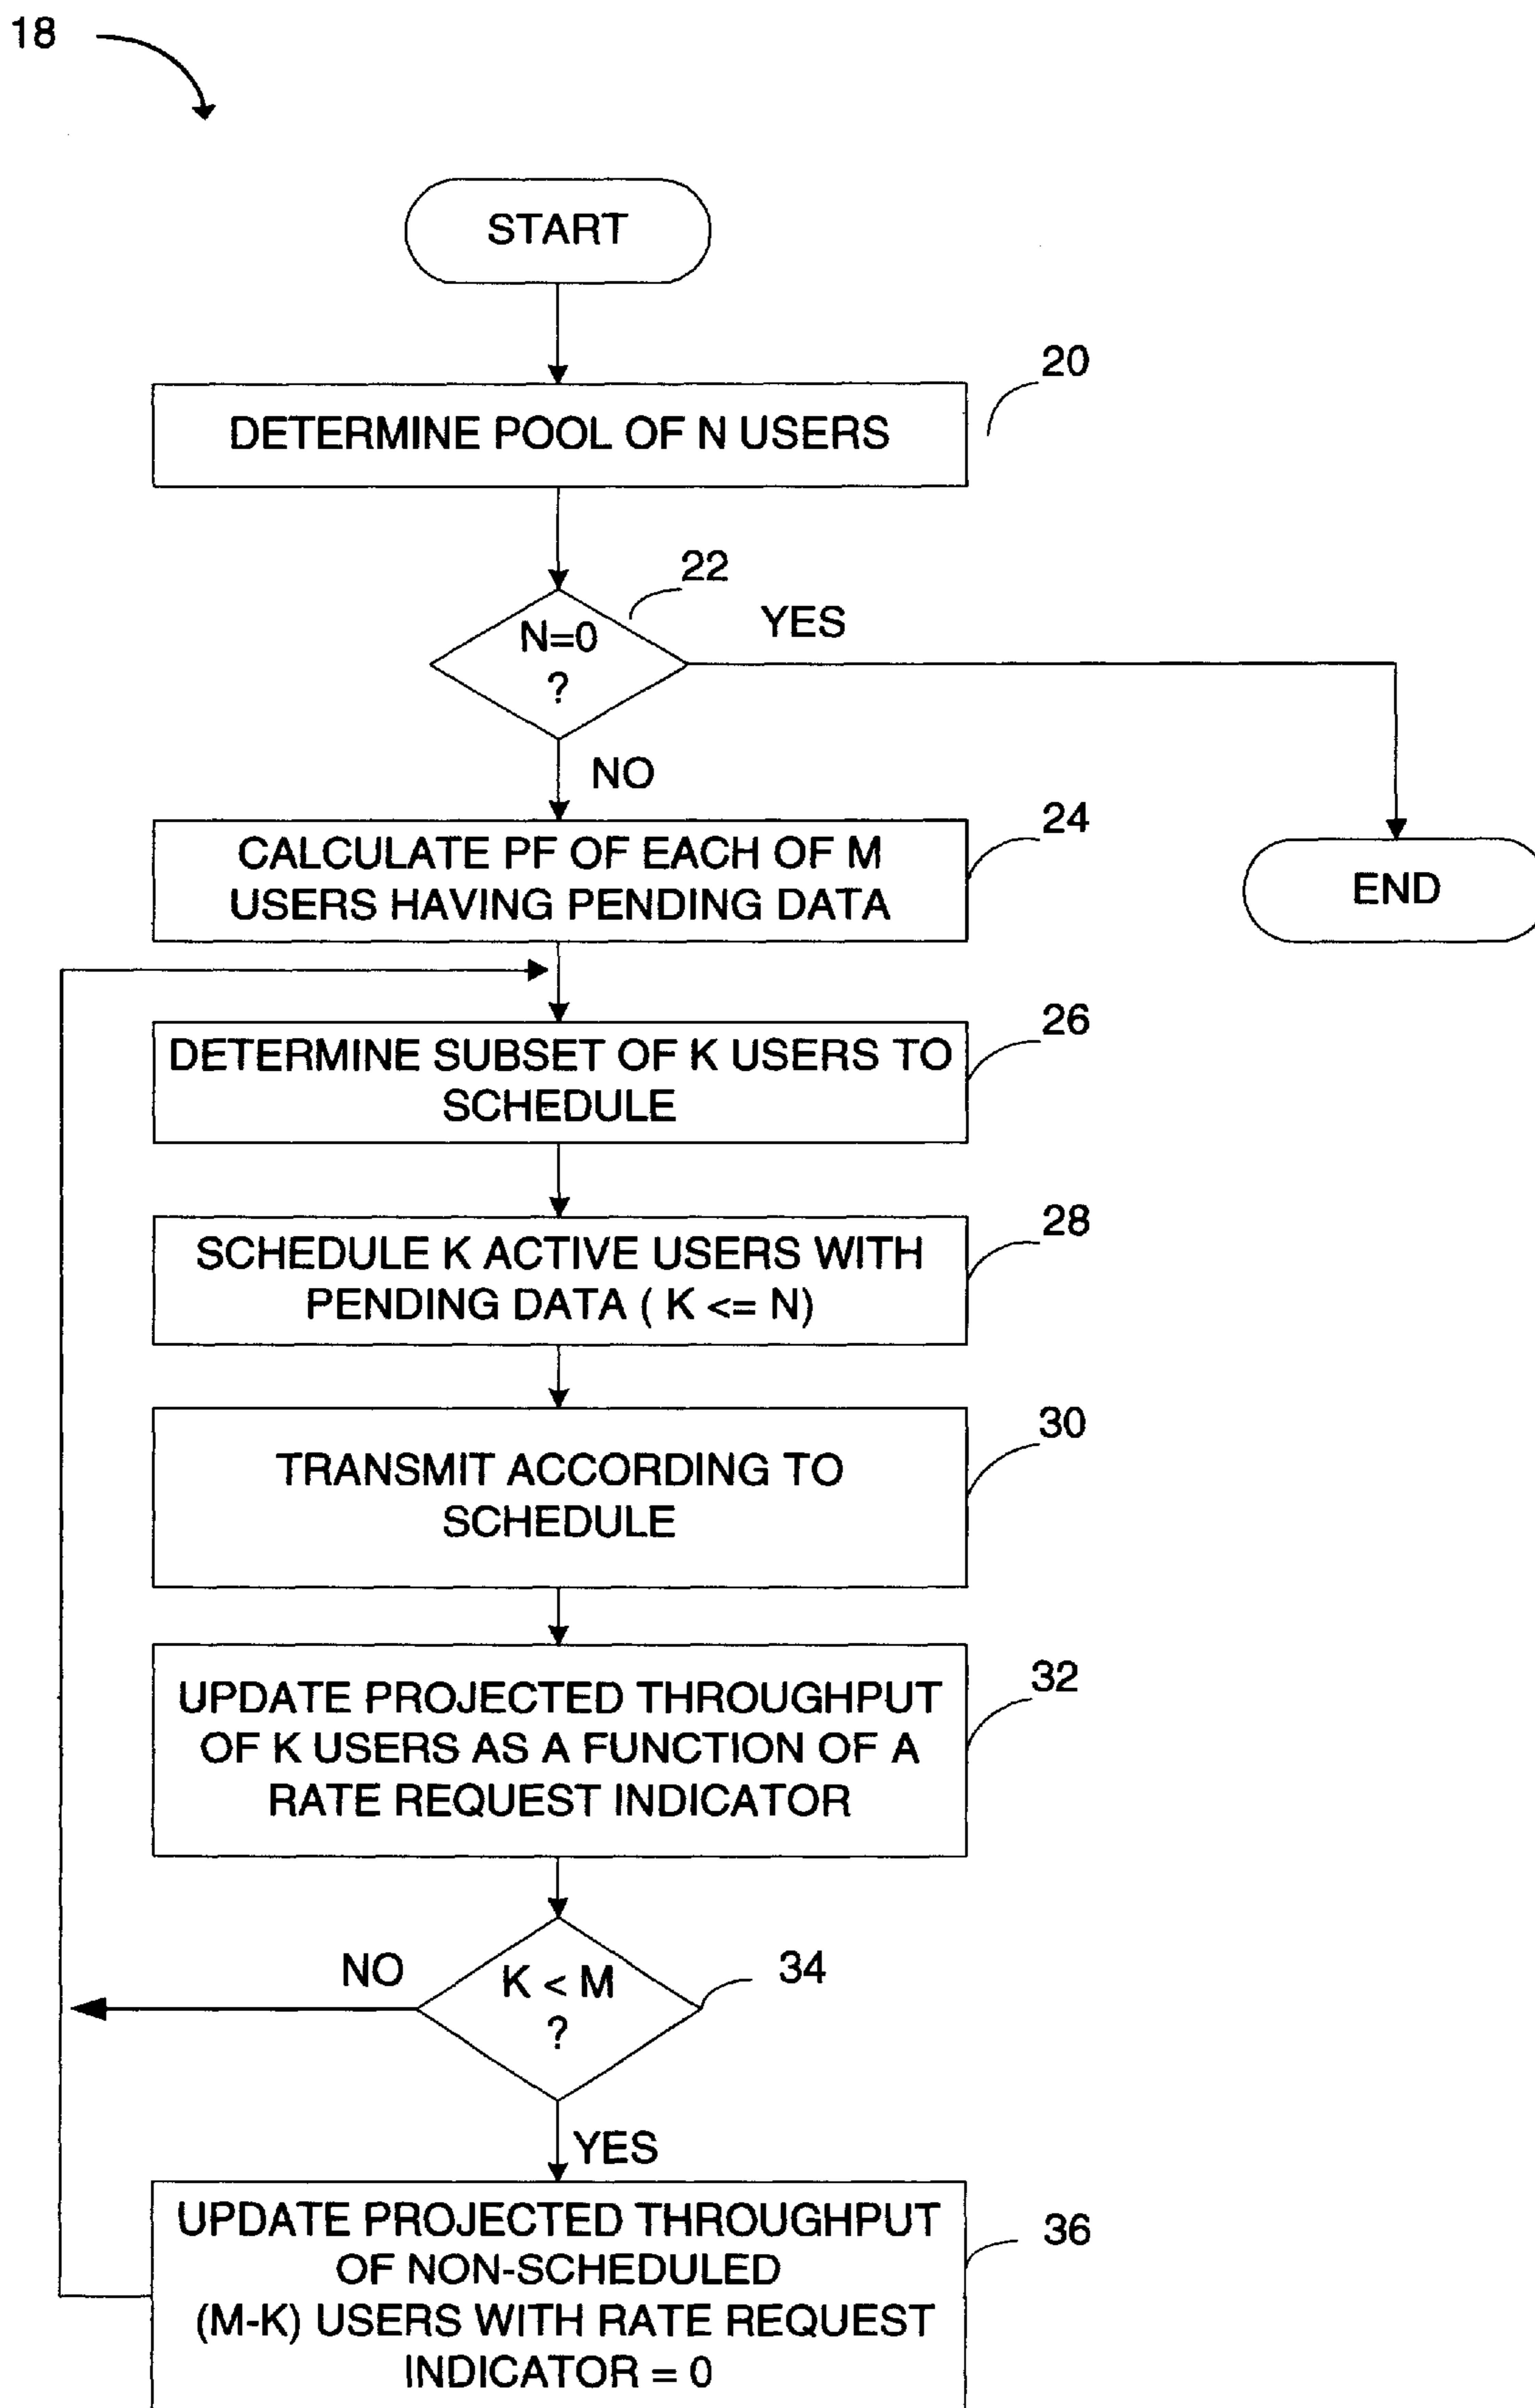 18
START
20
DETERMINE POOL OF N USERS
22
N=0
?
YES
NO
24
CALCULATE PF OF EACH OF M
USERS HAVING PENDING DATA
END
26
DETERMINE SUBSET OF K USERS TO
SCHEDULE
28
SCHEDULE K ACTIVE USERS WITH
PENDING DATA ( K <= N)
30
TRANSMIT ACCORDING TO
SCHEDULE
32
UPDATE PROJECTED THROUGHPUT
OF K USERS AS A FUNCTION OF A
RATE REQUEST INDICATOR
34
NO
K < M
?
YES
36
UPDATE PROJECTED THROUGHPUT
OF NON-SCHEDULED
(M-K) USERS WITH RATE REQUEST
INDICATOR = 0